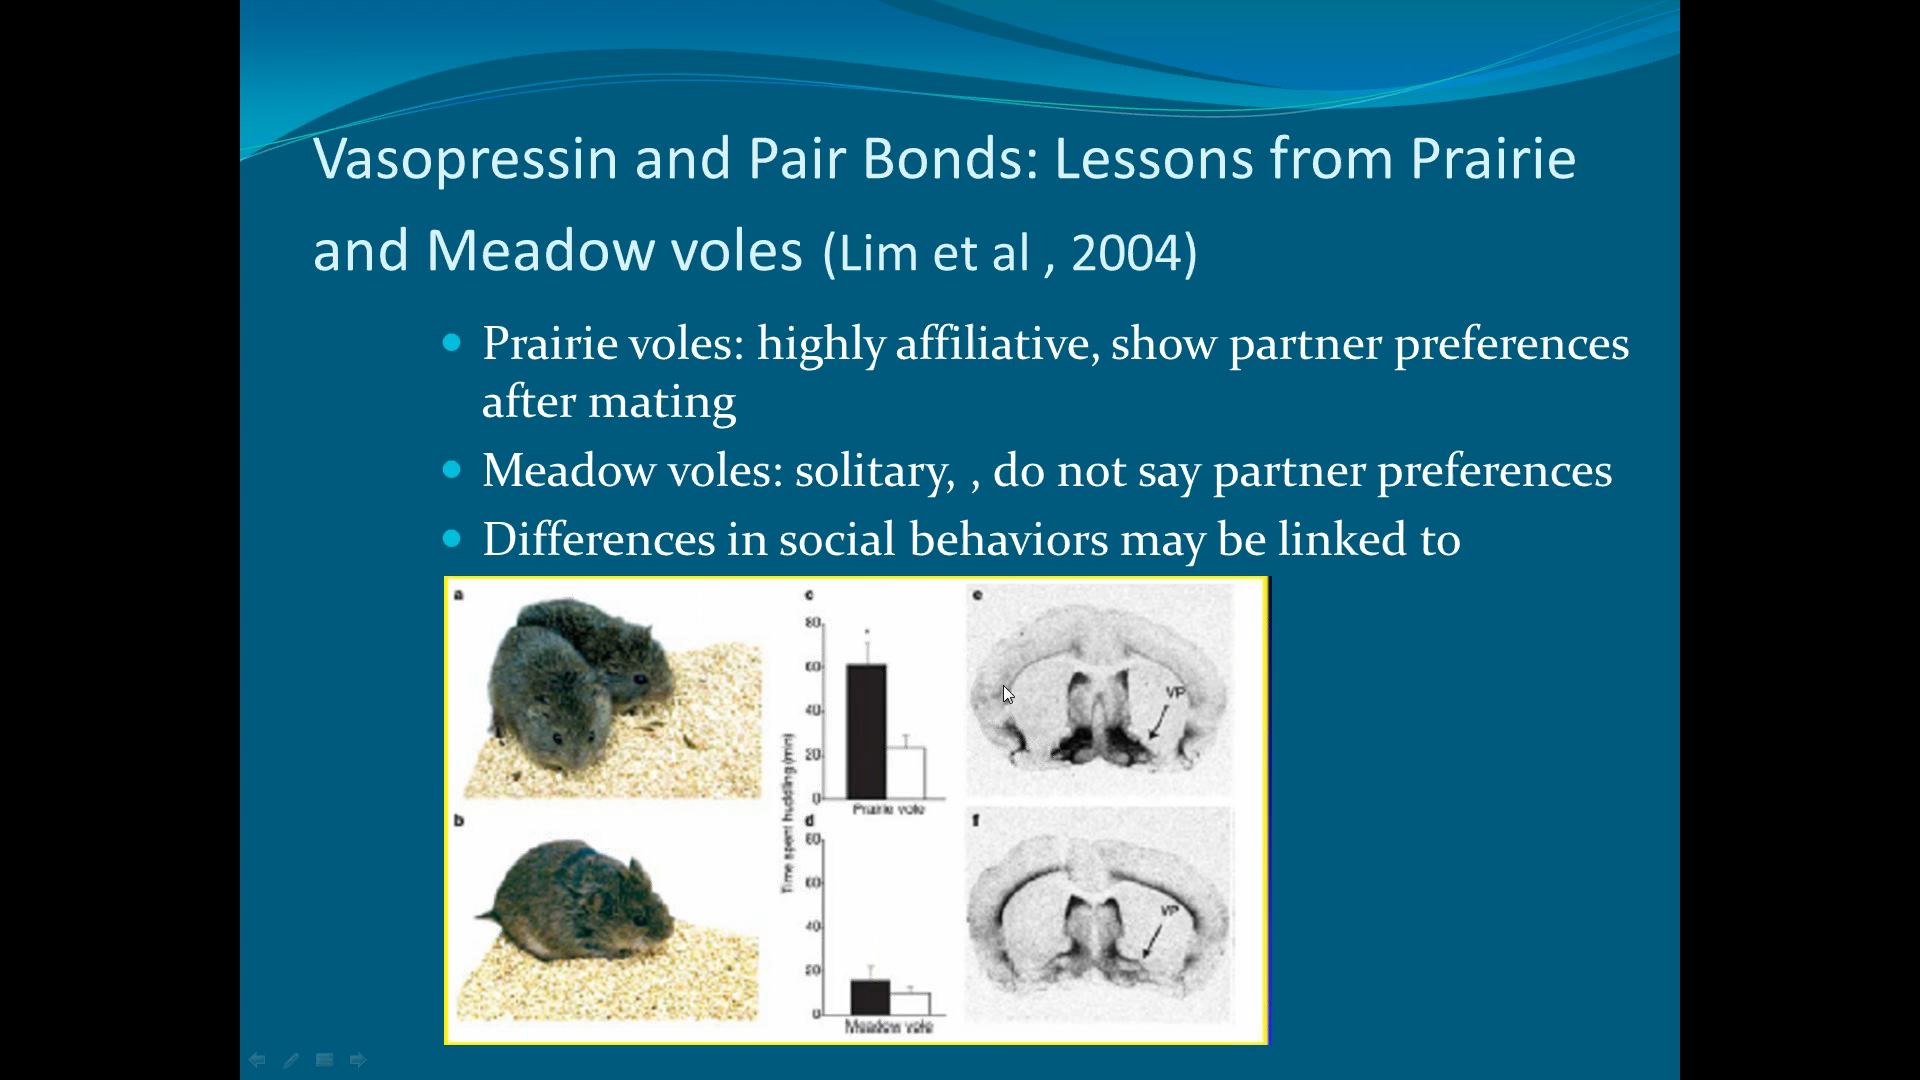 Vasopressin and Pair Bonds: Lessons from Prairie
and Meadow voles (Lim et al , 2004)
Prairie voles: highly affiliative, show partner preferences
after mating
Meadow voles: solitary, , do not say partner preferences
Differences in social behaviors may be linked to
a
c
80
*
60
40
20
0
Prairie vole
Time spent huddling (min)
e
VP
b
d
80
60
40
20
0
Meadow vole
f
VP